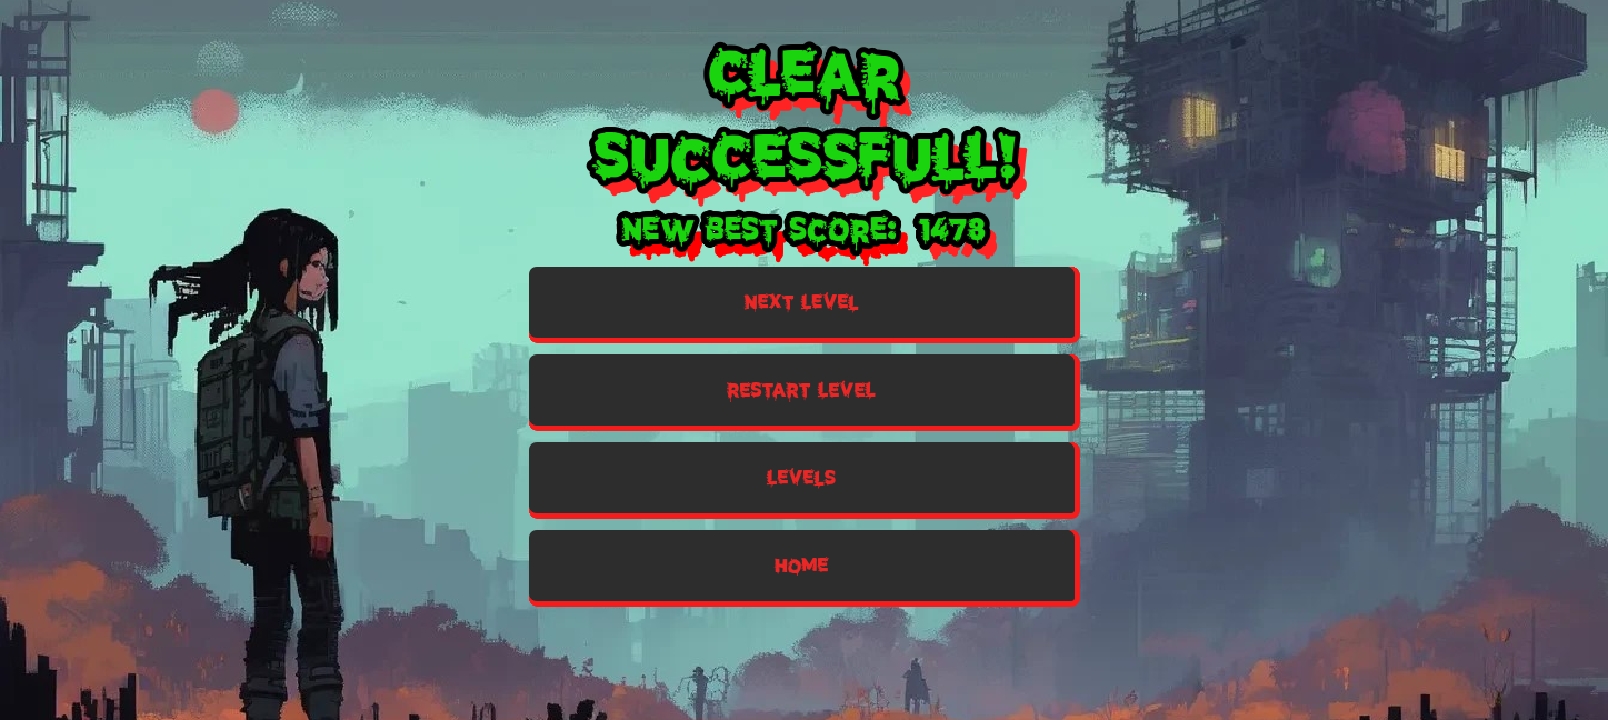 CLEAR
SUCCESSFULL!
NEW BEST SCORE: 1478
NEXT LEVEL
RESTART LEVEL
LEVELS
HOME